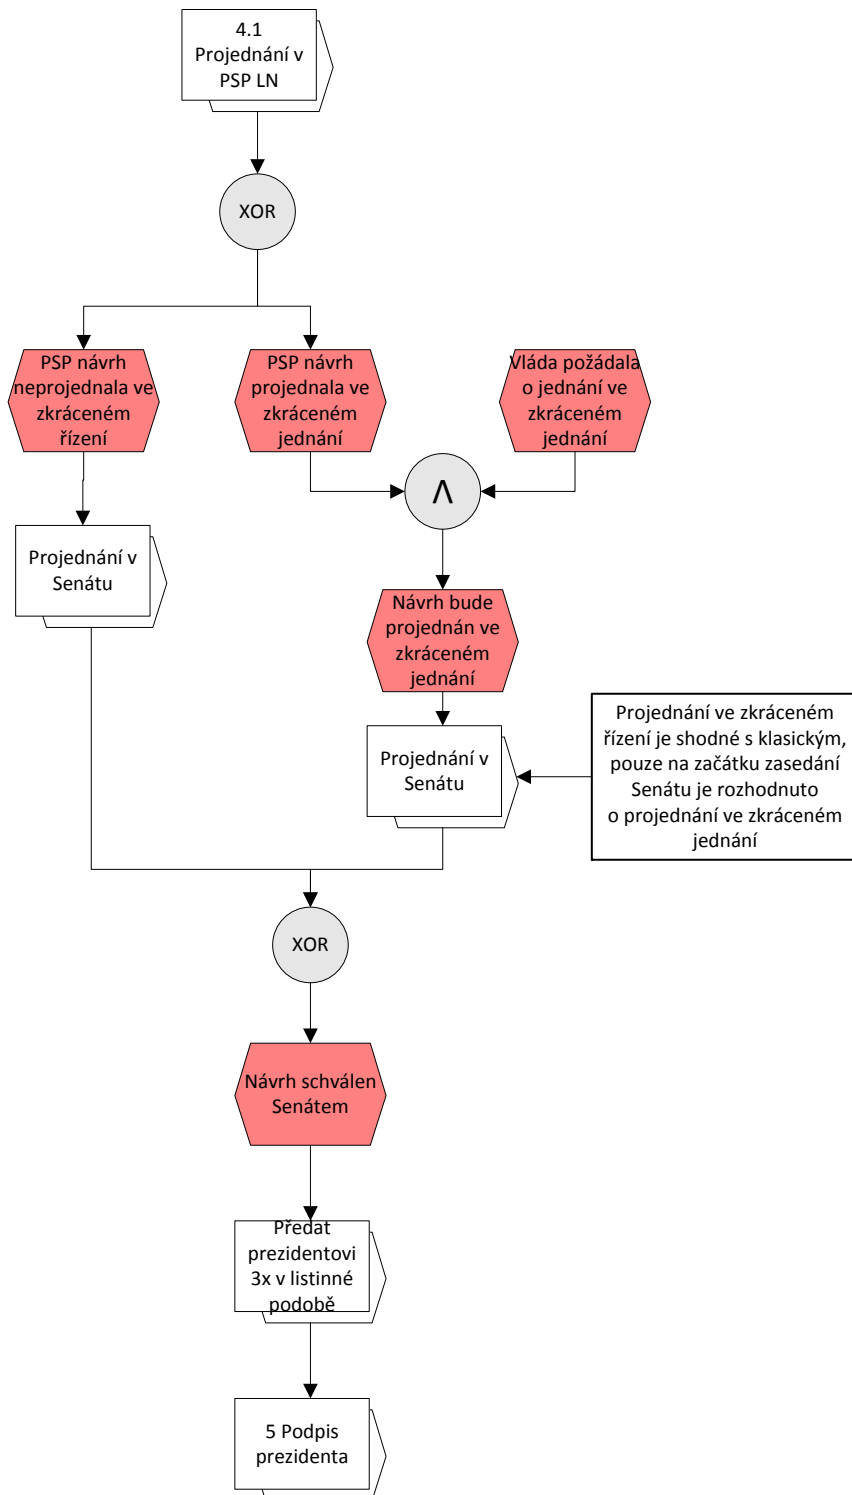 4.1
Projednání v
PSP LN
XOR
PSP návrh
neprojednala ve
zkráceném
řízení
PSP návrh
projednala ve
zkráceném
jednání
Vláda požádala
o jednání ve
zkráceném
jednání
Λ
Projednání v
Senátu
Návrh bude
projednán ve
zkráceném
jednání
Projednání v
Senátu
Projednání ve zkráceném
řízení je shodné s klasickým,
pouze na začátku zasedání
Senátu je rozhodnuto
o projednání ve zkráceném
jednání
XOR
Návrh schválen
Senátem
Předat
prezidentovi
3x v listinné
podobě
5 Podpis
prezidenta